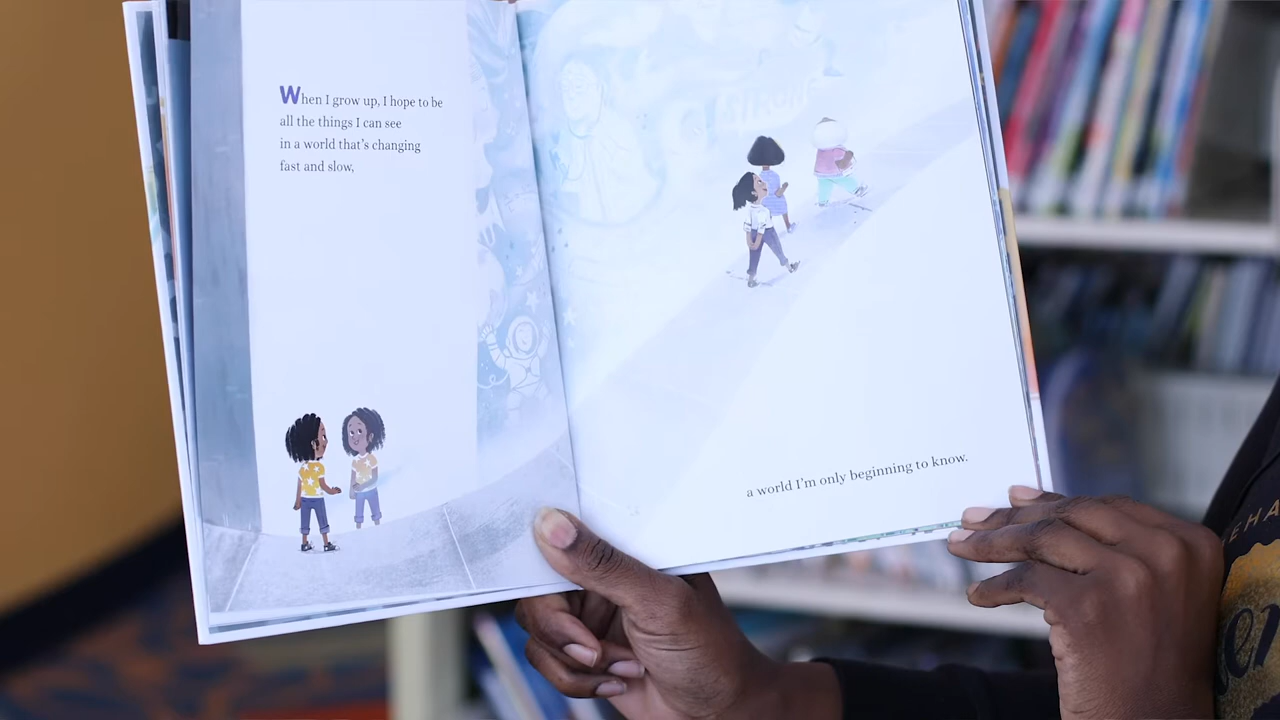 When I grow up, I hope to be
all the things I can see
in a world that's changing
fast and slow,
a world I'm only beginning to know.